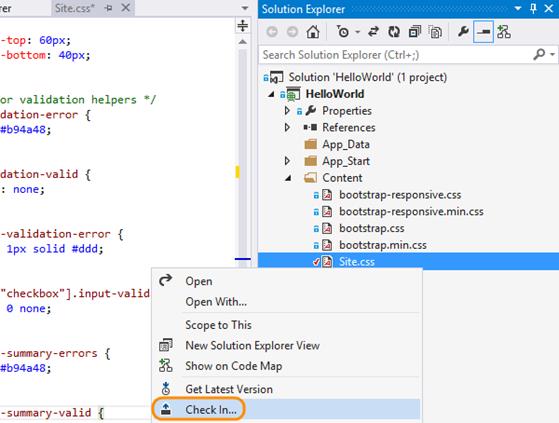 rer
Site.css*
-top: 60px;
-bottom: 40px;
or validation helpers */
dation-error {
#b94a48;
dation-valid {
: none;
-validation-error {
1px solid #ddd;
"checkbox"].input-valid
0 none;
-summary-errors {
#b94a48;
-summary-valid {
Solution Explorer
Search Solution Explorer (Ctrl+;)
Solution 'HelloWorld' (1 project)
HelloWorld
Properties
References
App_Data
App_Start
Content
bootstrap-responsive.css
bootstrap-responsive.min.css
bootstrap.css
bootstrap.min.css
Site.css
Open
Open With...
Scope to This
New Solution Explorer View
Show on Code Map
Get Latest Version
Check In...